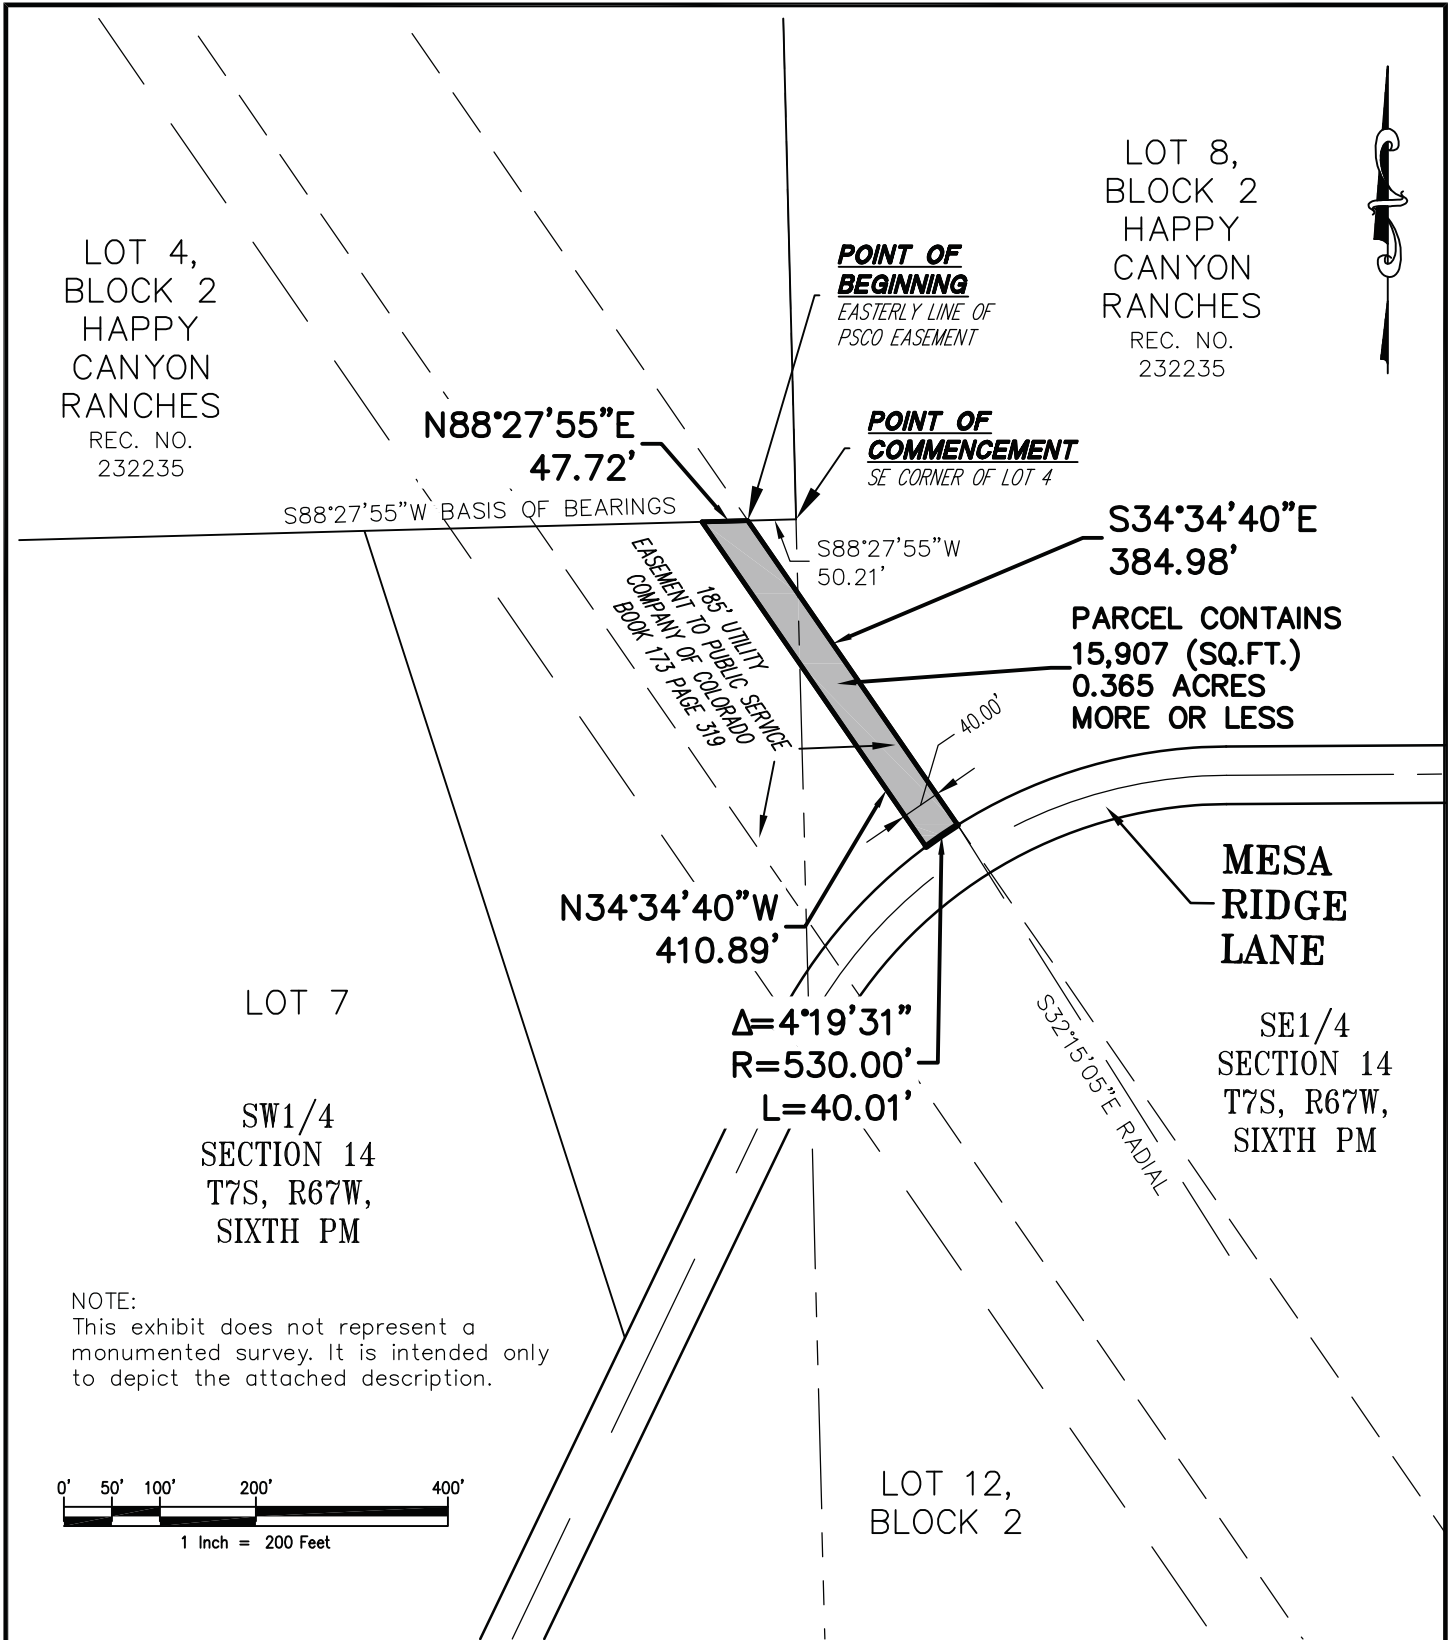 LOT 8,
BLOCK 2
HAPPY
CANYON
RANCHES
REC. NO.
232235
LOT 4,
BLOCK 2
HAPPY
CANYON
RANCHES
REC. NO.
232235
POINT OF
BEGINNING
EASTERLY LINE OF
PSCO EASEMENT
POINT OF
COMMENCEMENT
SE CORNER OF LOT 4
N88°27'55"E
47.72'
S88°27'55"W BASIS OF BEARINGS
S88°27'55"W
50.21'
S34°34'40"E
384.98'
185' UTILITY
EASEMENT TO PUBLIC SERVICE
COMPANY OF COLORADO
BOOK 173 PAGE 319
PARCEL CONTAINS
15,907 (SQ.FT.)
0.365 ACRES
MORE OR LESS
40.00'
N34°34'40"W
410.89'
MESA
RIDGE
LANE
LOT 7
Δ=4°19'31"
R=530.00'
L=40.01'
S32°15'05"E RADIAL
SE1/4
SECTION 14
T7S, R67W,
SIXTH PM
SW1/4
SECTION 14
T7S, R67W,
SIXTH PM
NOTE:
This exhibit does not represent a
monumented survey. It is intended only
to depict the attached description.
0' 50' 100' 200' 400'
1 Inch = 200 Feet
LOT 12,
BLOCK 2